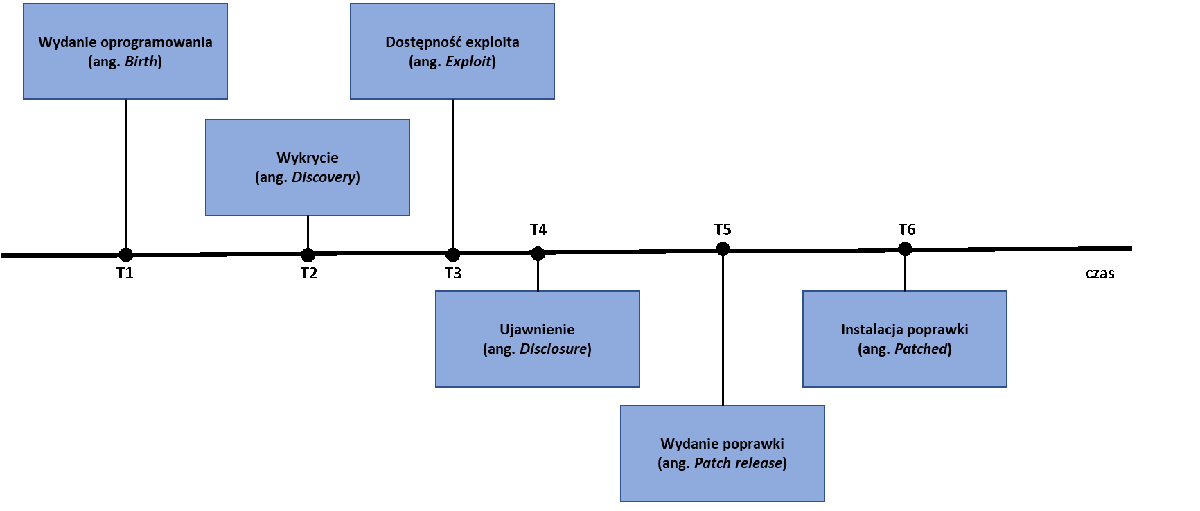 Wydanie oprogramowania
(ang. Birth)
Dostępność exploita
(ang. Exploit)
Wykrycie
(ang. Discovery)
T4
T5
T6
T1
T2
T3
czas
Ujawnienie
(ang. Disclosure)
Instalacja poprawki
(ang. Patched)
Wydanie poprawki
(ang. Patch release)